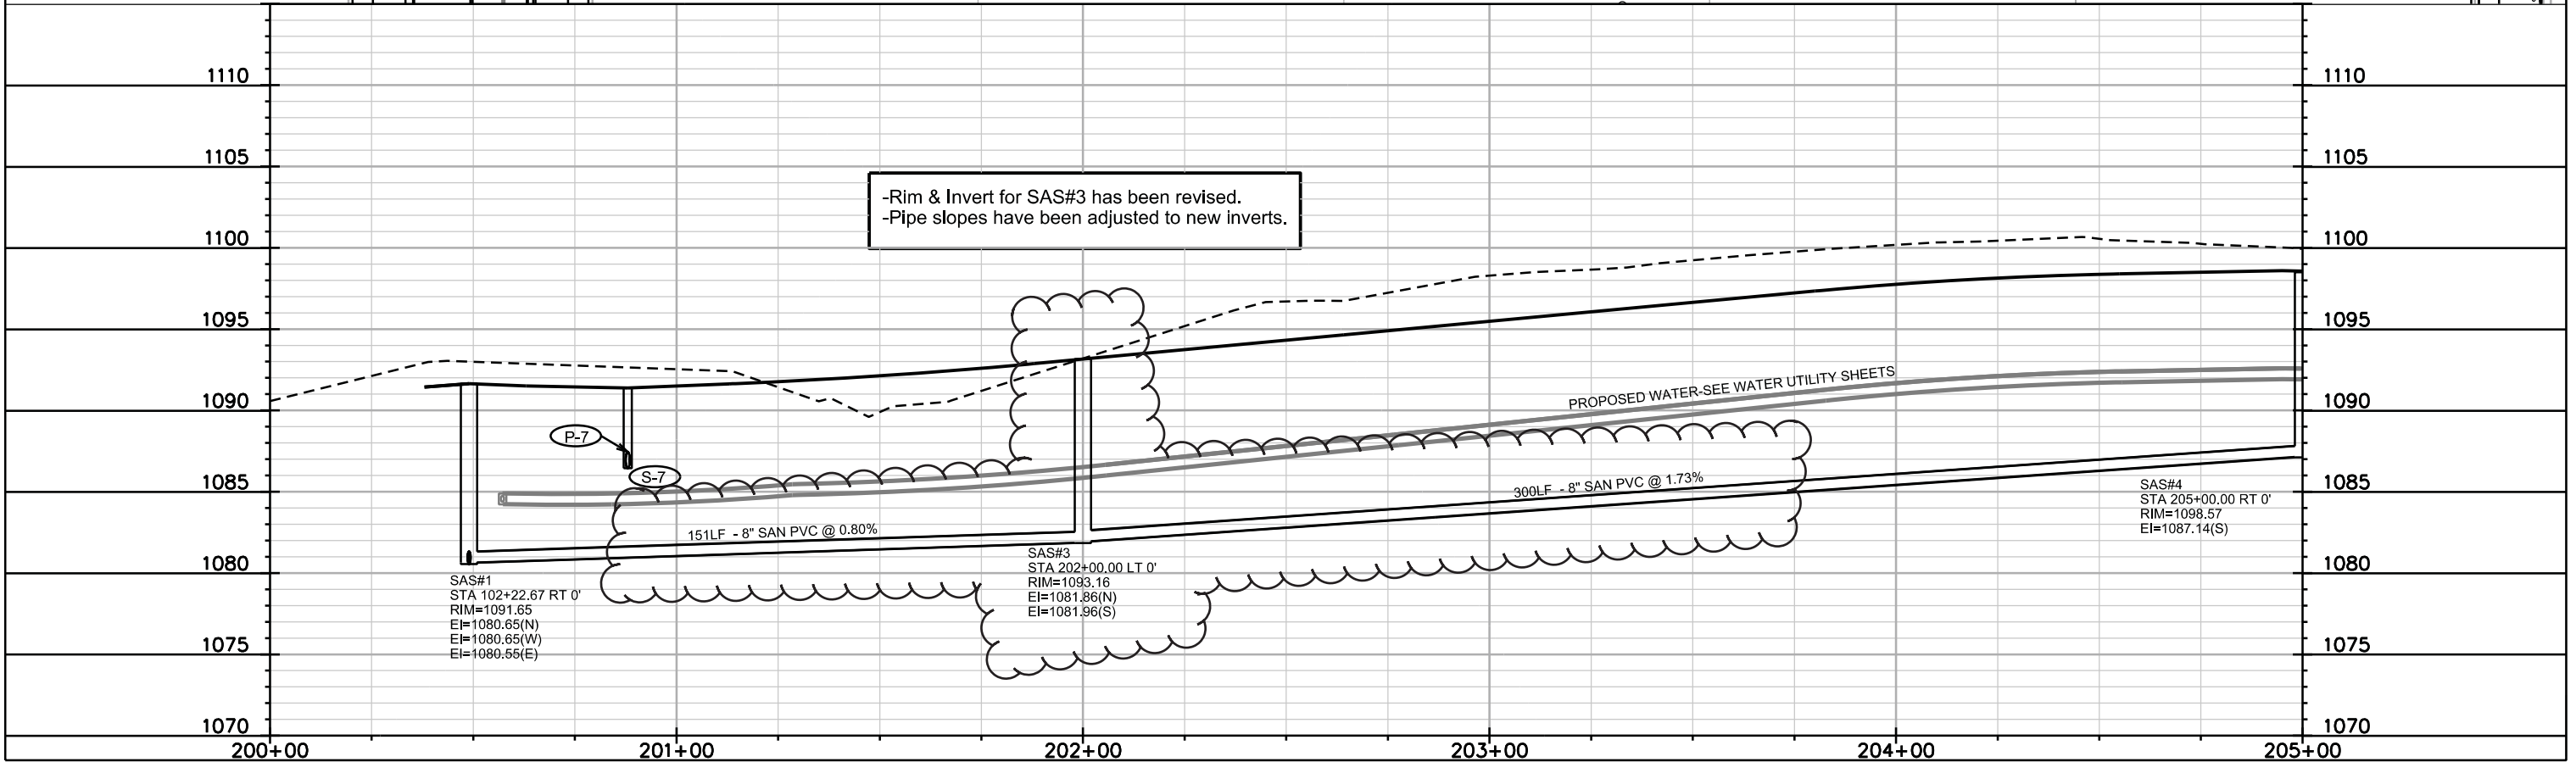 1110 1110
1105 1105
-Rim & Invert for SAS#3 has been revised.
-Pipe slopes have been adjusted to new inverts.
1100 1100
1095 1095
PROPOSED WATER-SEE WATER UTILITY SHEETS
1090 1090
P-7
S-7
1085 1085
300LF - 8" SAN PVC @ 1.73%
151LF - 8" SAN PVC @ 0.80%
SAS#4
STA 205+00.00 RT 0'
RIM=1098.57
EI=1087.14(S)
1080 1080
SAS#3
STA 202+00.00 LT 0'
RIM=1093.16
EI=1081.86(N)
EI=1081.96(S)
SAS#1
STA 102+22.67 RT 0'
RIM=1091.65
EI=1080.65(N)
EI=1080.65(W)
EI=1080.55(E)
1075 1075
1070 1070
200+00 201+00 202+00 203+00 204+00 205+00